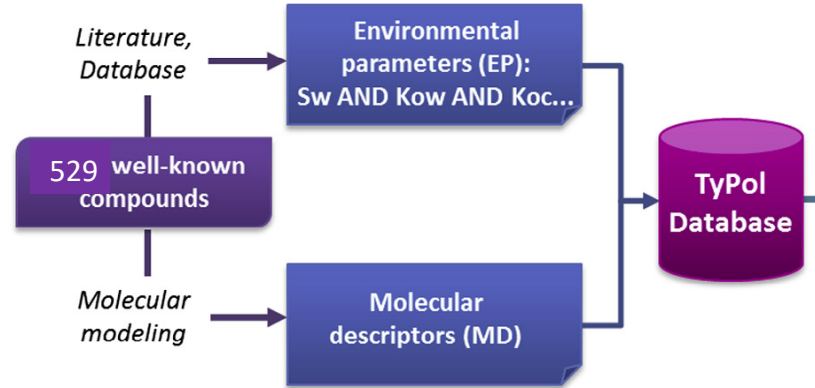 Literature,
Database
Environmental
parameters (EP):
Sw AND Kow AND Koc...
529 well-known
compounds
TyPol
Database
Molecular
modeling
Molecular
descriptors (MD)